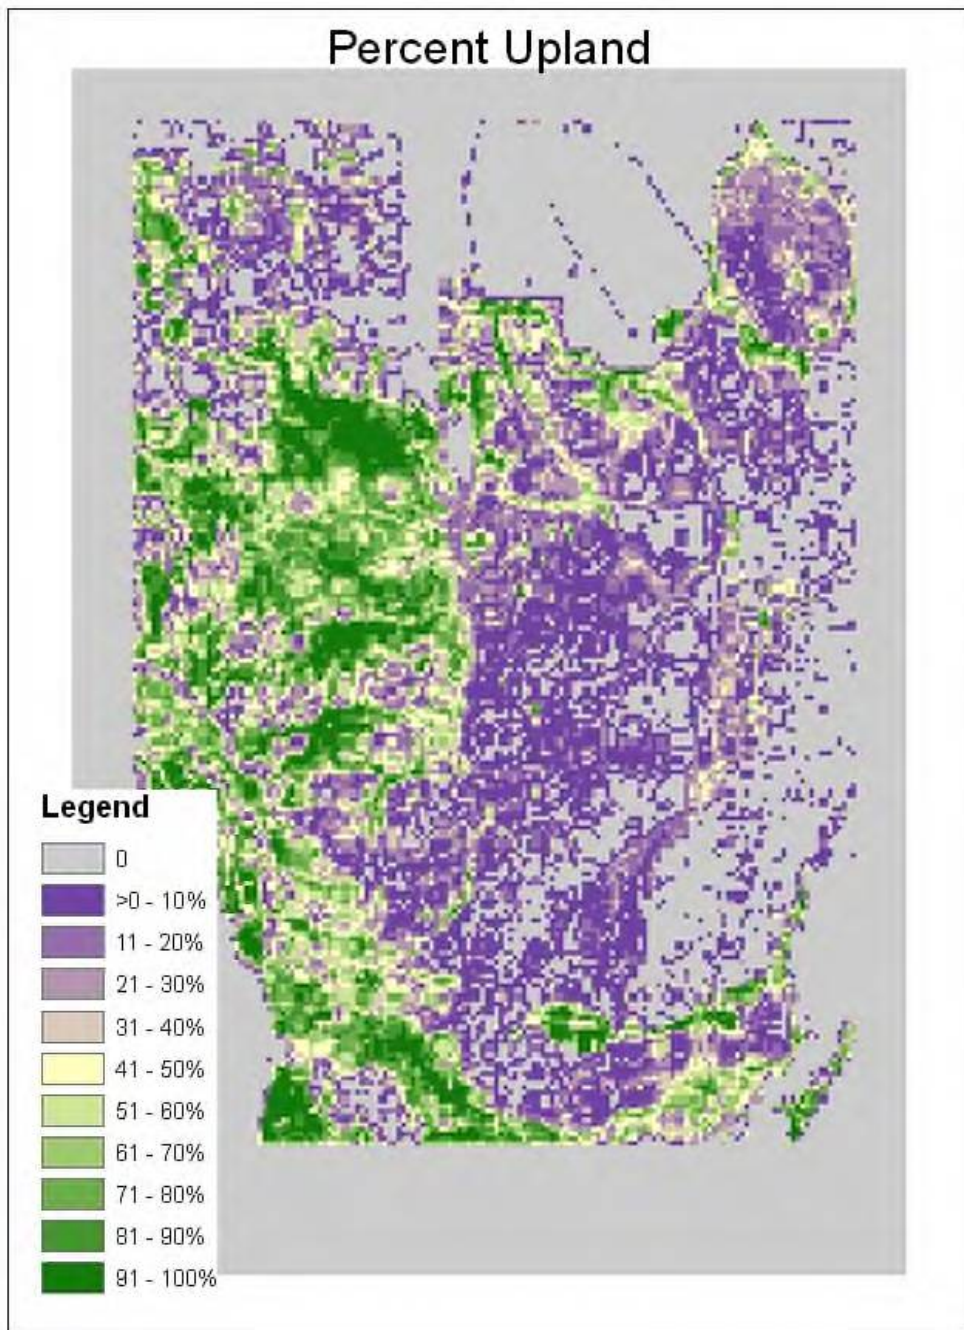 Percent Upland
Legend
0
>0 - 10%
11 - 20%
21 - 30%
31 - 40%
41 - 50%
51 - 60%
61 - 70%
71 - 80%
81 - 90%
91 - 100%